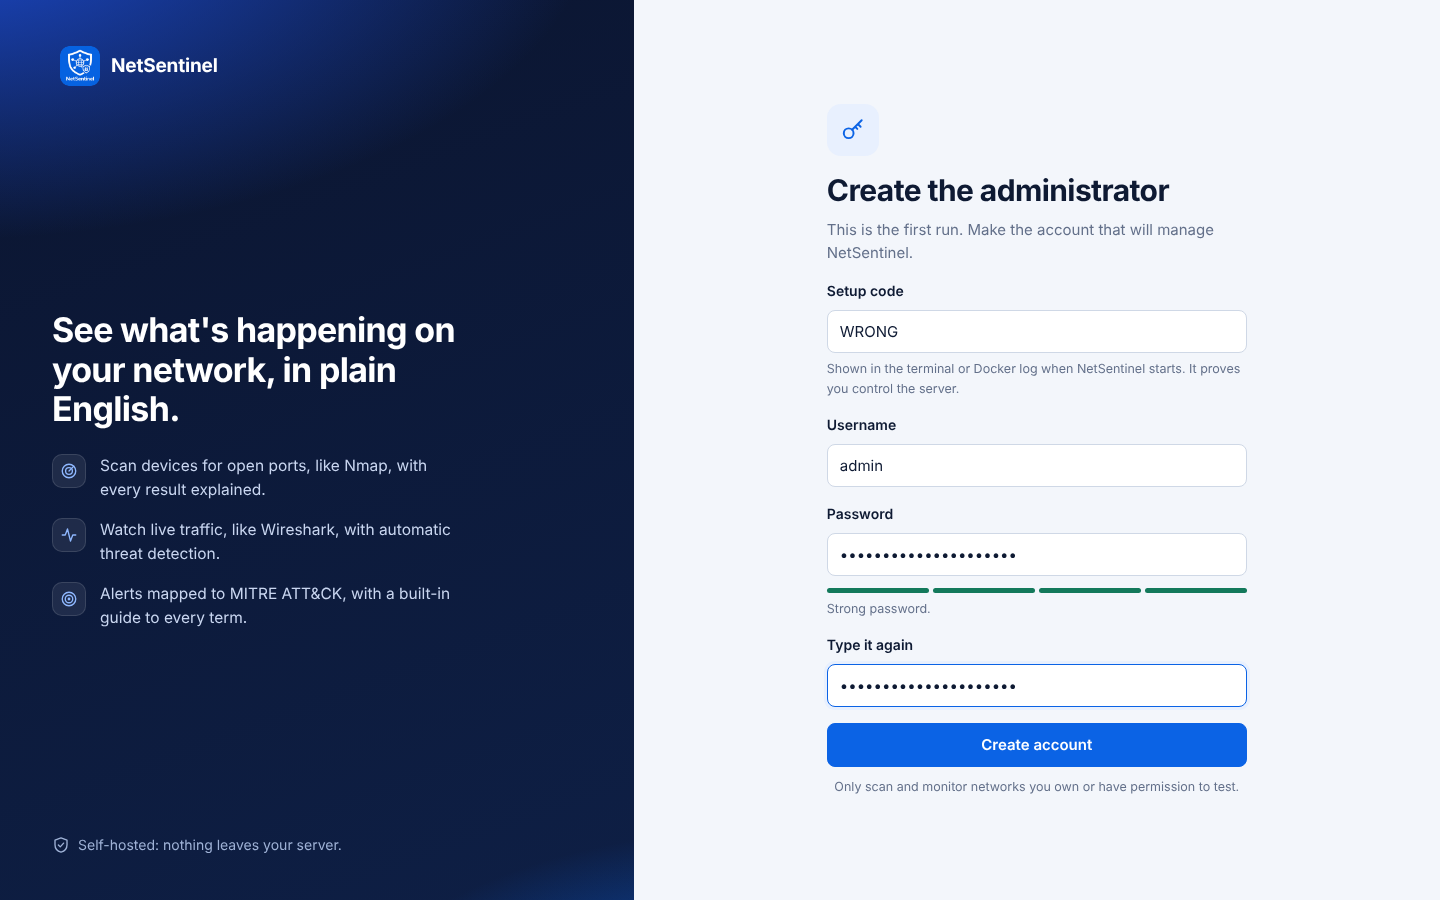 NetSentinel
NetSentinel
See what's happening on
your network, in plain
English.
Scan devices for open ports, like Nmap, with
every result explained.
Watch live traffic, like Wireshark, with automatic
threat detection.
Alerts mapped to MITRE ATT&CK, with a built-in
guide to every term.
Self-hosted: nothing leaves your server.
Create the administrator
This is the first run. Make the account that will manage
NetSentinel.
Setup code
WRONG
Shown in the terminal or Docker log when NetSentinel starts. It proves
you control the server.
Username
admin
Password
•••••••••••••••••••••
Strong password.
Type it again
•••••••••••••••••••••
Create account
Only scan and monitor networks you own or have permission to test.